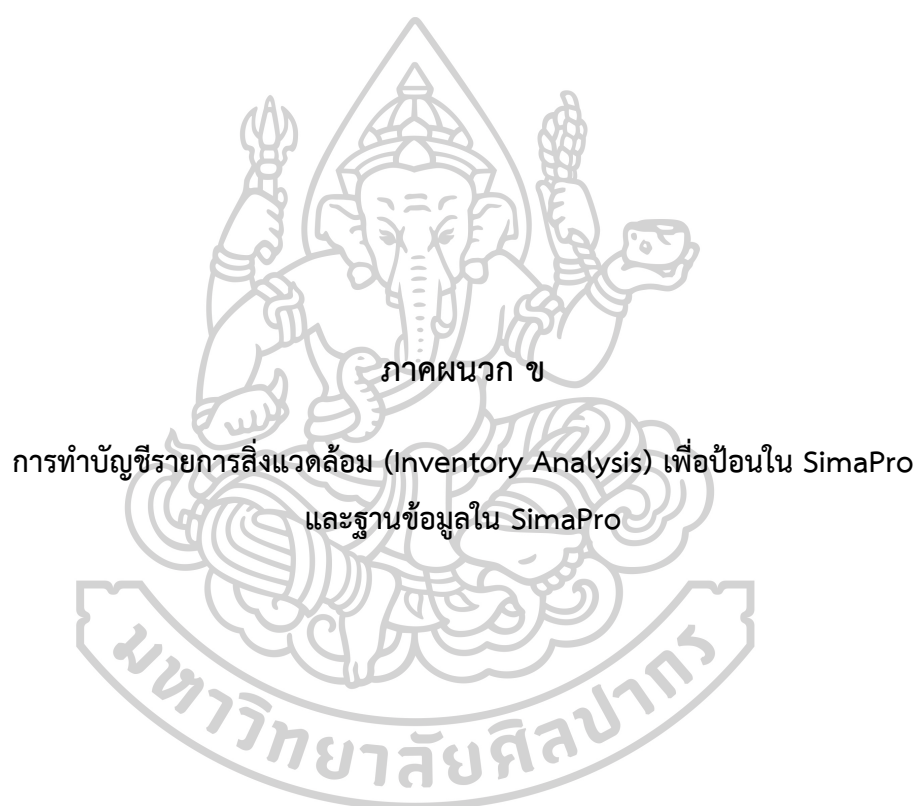 ภาคผนวก ข
การทำบัญชีรายการสิ่งแวดล้อม (Inventory Analysis) เพื่อป้อนใน SimaPro
และฐานข้อมูลใน SimaPro
มหาวิทยาลัยศิลปากร